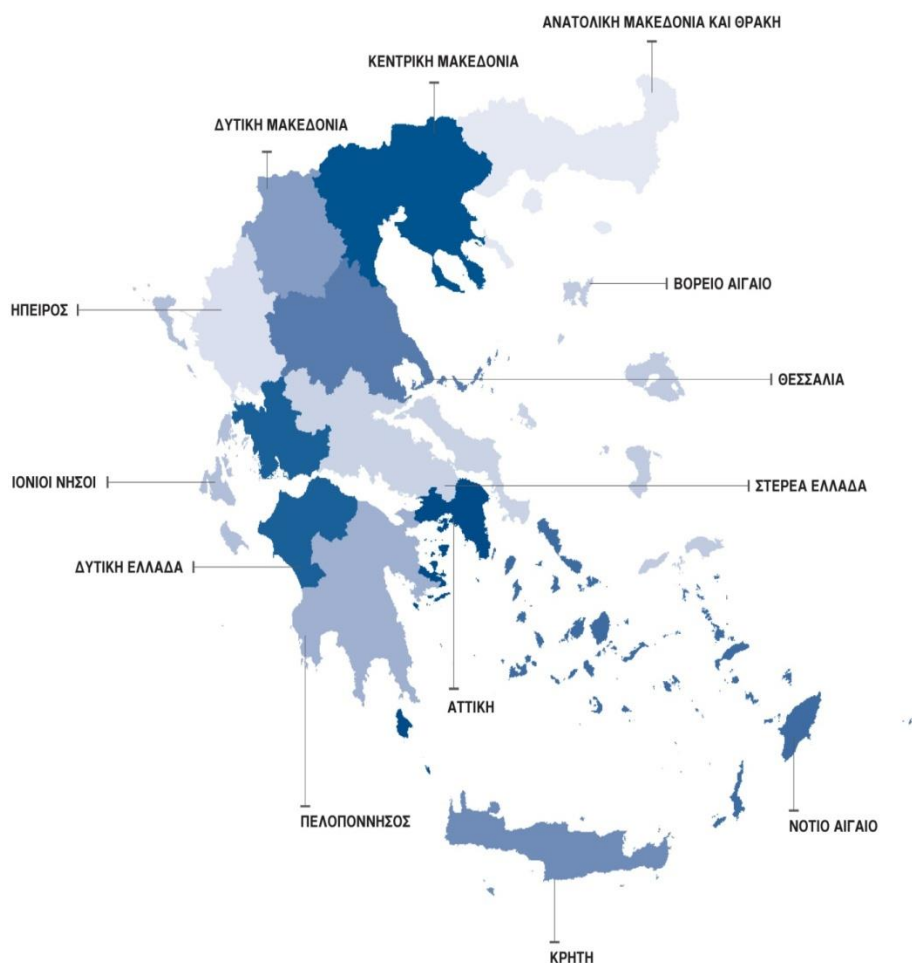 ΑΝΑΤΟΛΙΚΗ ΜΑΚΕΔΟΝΙΑ ΚΑΙ ΘΡΑΚΗ
ΚΕΝΤΡΙΚΗ ΜΑΚΕΔΟΝΙΑ
ΔΥΤΙΚΗ ΜΑΚΕΔΟΝΙΑ
ΒΟΡΕΙΟ ΑΙΓΑΙΟ
ΗΠΕΙΡΟΣ
ΘΕΣΣΑΛΙΑ
ΙΟΝΙΟΙ ΝΗΣΟΙ
ΣΤΕΡΕΑ ΕΛΛΑΔΑ
ΔΥΤΙΚΗ ΕΛΛΑΔΑ
ΑΤΤΙΚΗ
ΠΕΛΟΠΟΝΝΗΣΟΣ
ΝΟΤΙΟ ΑΙΓΑΙΟ
ΚΡΗΤΗ